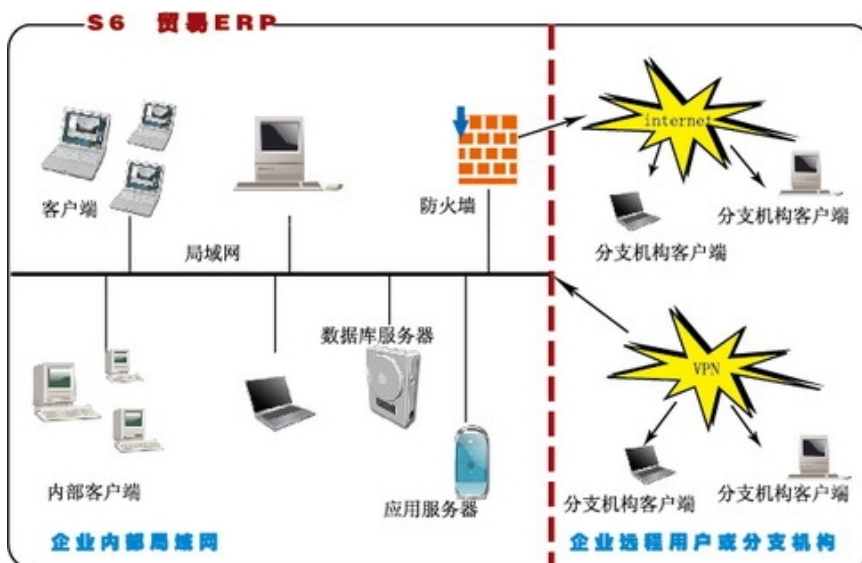 S6 贸易ERP
internet
客户端
防火墙
分支机构客户端
分支机构客户端
局域网
数据库服务器
VPN
内部客户端
应用服务器
分支机构客户端
分支机构客户端
企业内部局域网
企业远程用户或分支机构